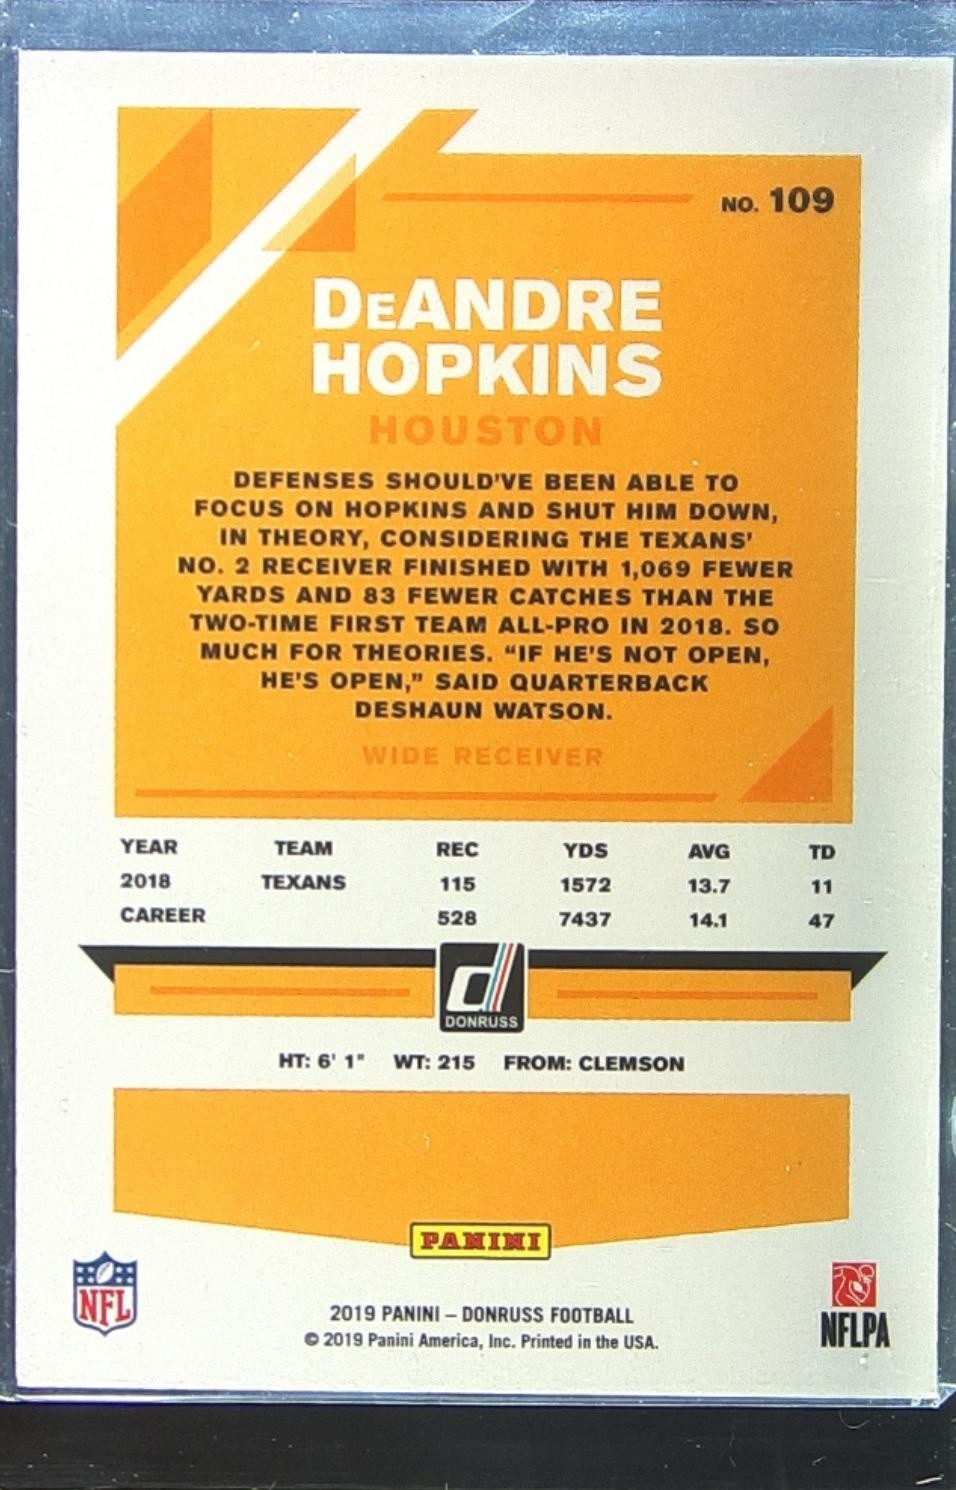 NO. 109
DeANDRE
HOPKINS
HOUSTON
DEFENSES SHOULD'VE BEEN ABLE TO
FOCUS ON HOPKINS AND SHUT HIM DOWN,
IN THEORY, CONSIDERING THE TEXANS'
NO. 2 RECEIVER FINISHED WITH 1,069 FEWER
YARDS AND 83 FEWER CATCHES THAN THE
TWO-TIME FIRST TEAM ALL-PRO IN 2018. SO
MUCH FOR THEORIES. “IF HE'S NOT OPEN,
HE'S OPEN,” SAID QUARTERBACK
DESHAUN WATSON.
WIDE RECEIVER
YEAR TEAM REC YDS AVG TD
2018 TEXANS 115 1572 13.7 11
CAREER 528 7437 14.1 47
d
DONRUSS
HT: 6' 1" WT: 215 FROM: CLEMSON
PANINI
NFL
2019 PANINI – DONRUSS FOOTBALL
© 2019 Panini America, Inc. Printed in the USA.
NFLPA